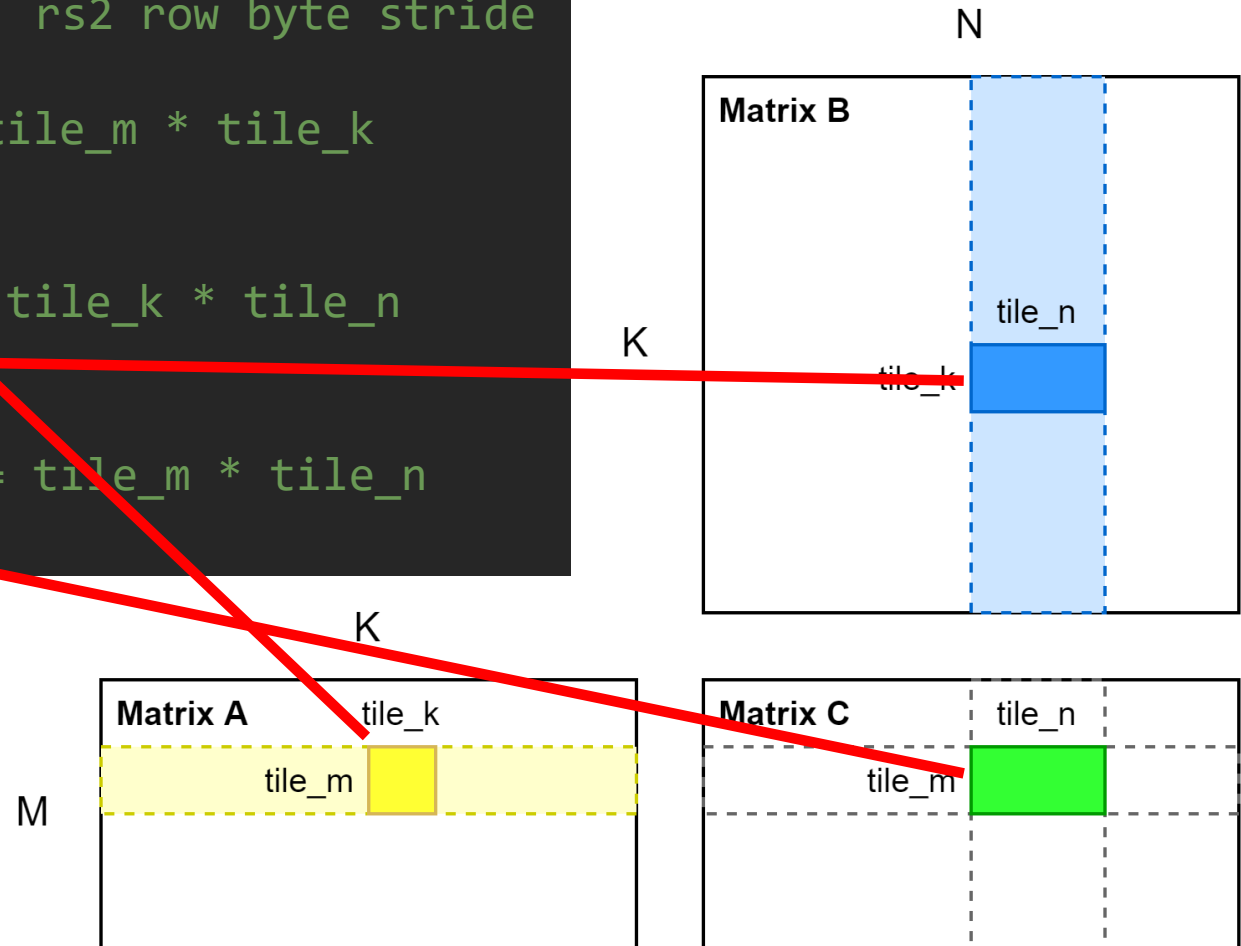 rs2 row byte stride
tile_m * tile_k
tile_k * tile_n
= tile_m * tile_n
N
Matrix B
tile_n
K
tile_k
K
Matrix A
tile_k
tile_m
M
Matrix C
tile_n
tile_m